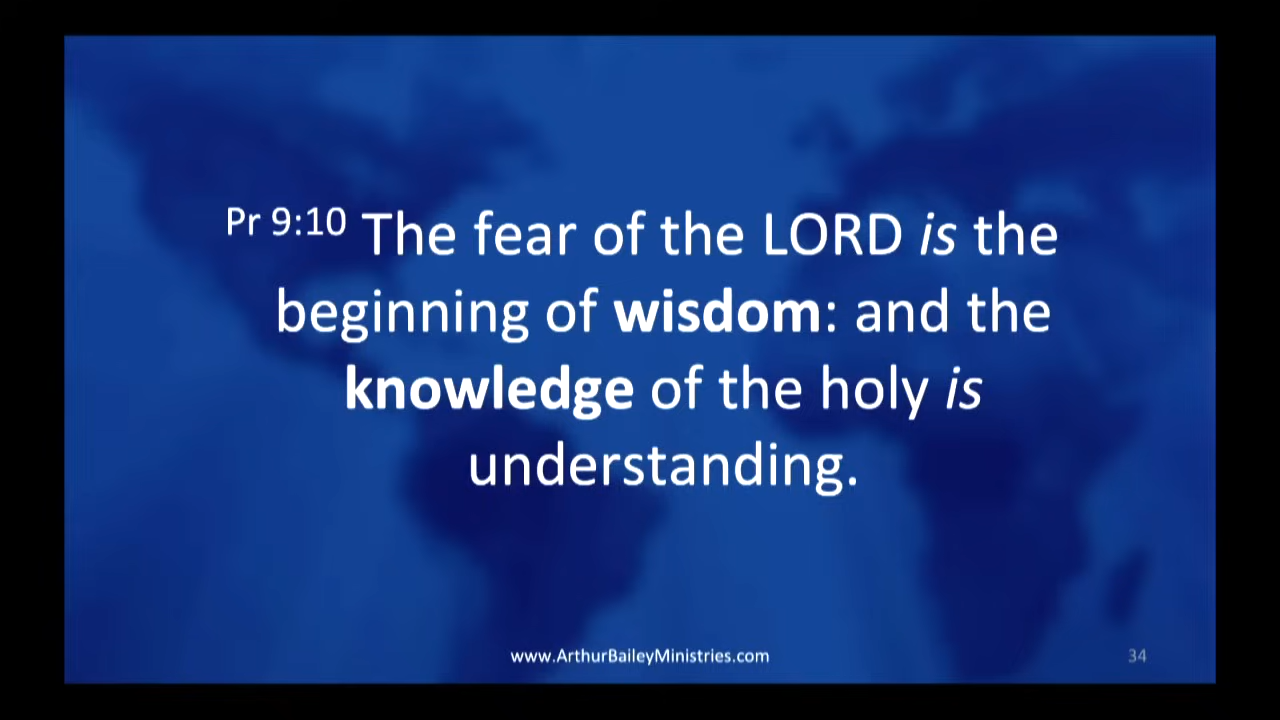 Pr 9:10 The fear of the LORD is the
beginning of wisdom: and the
knowledge of the holy is
understanding.
www.ArthurBaileyMinistries.com
34